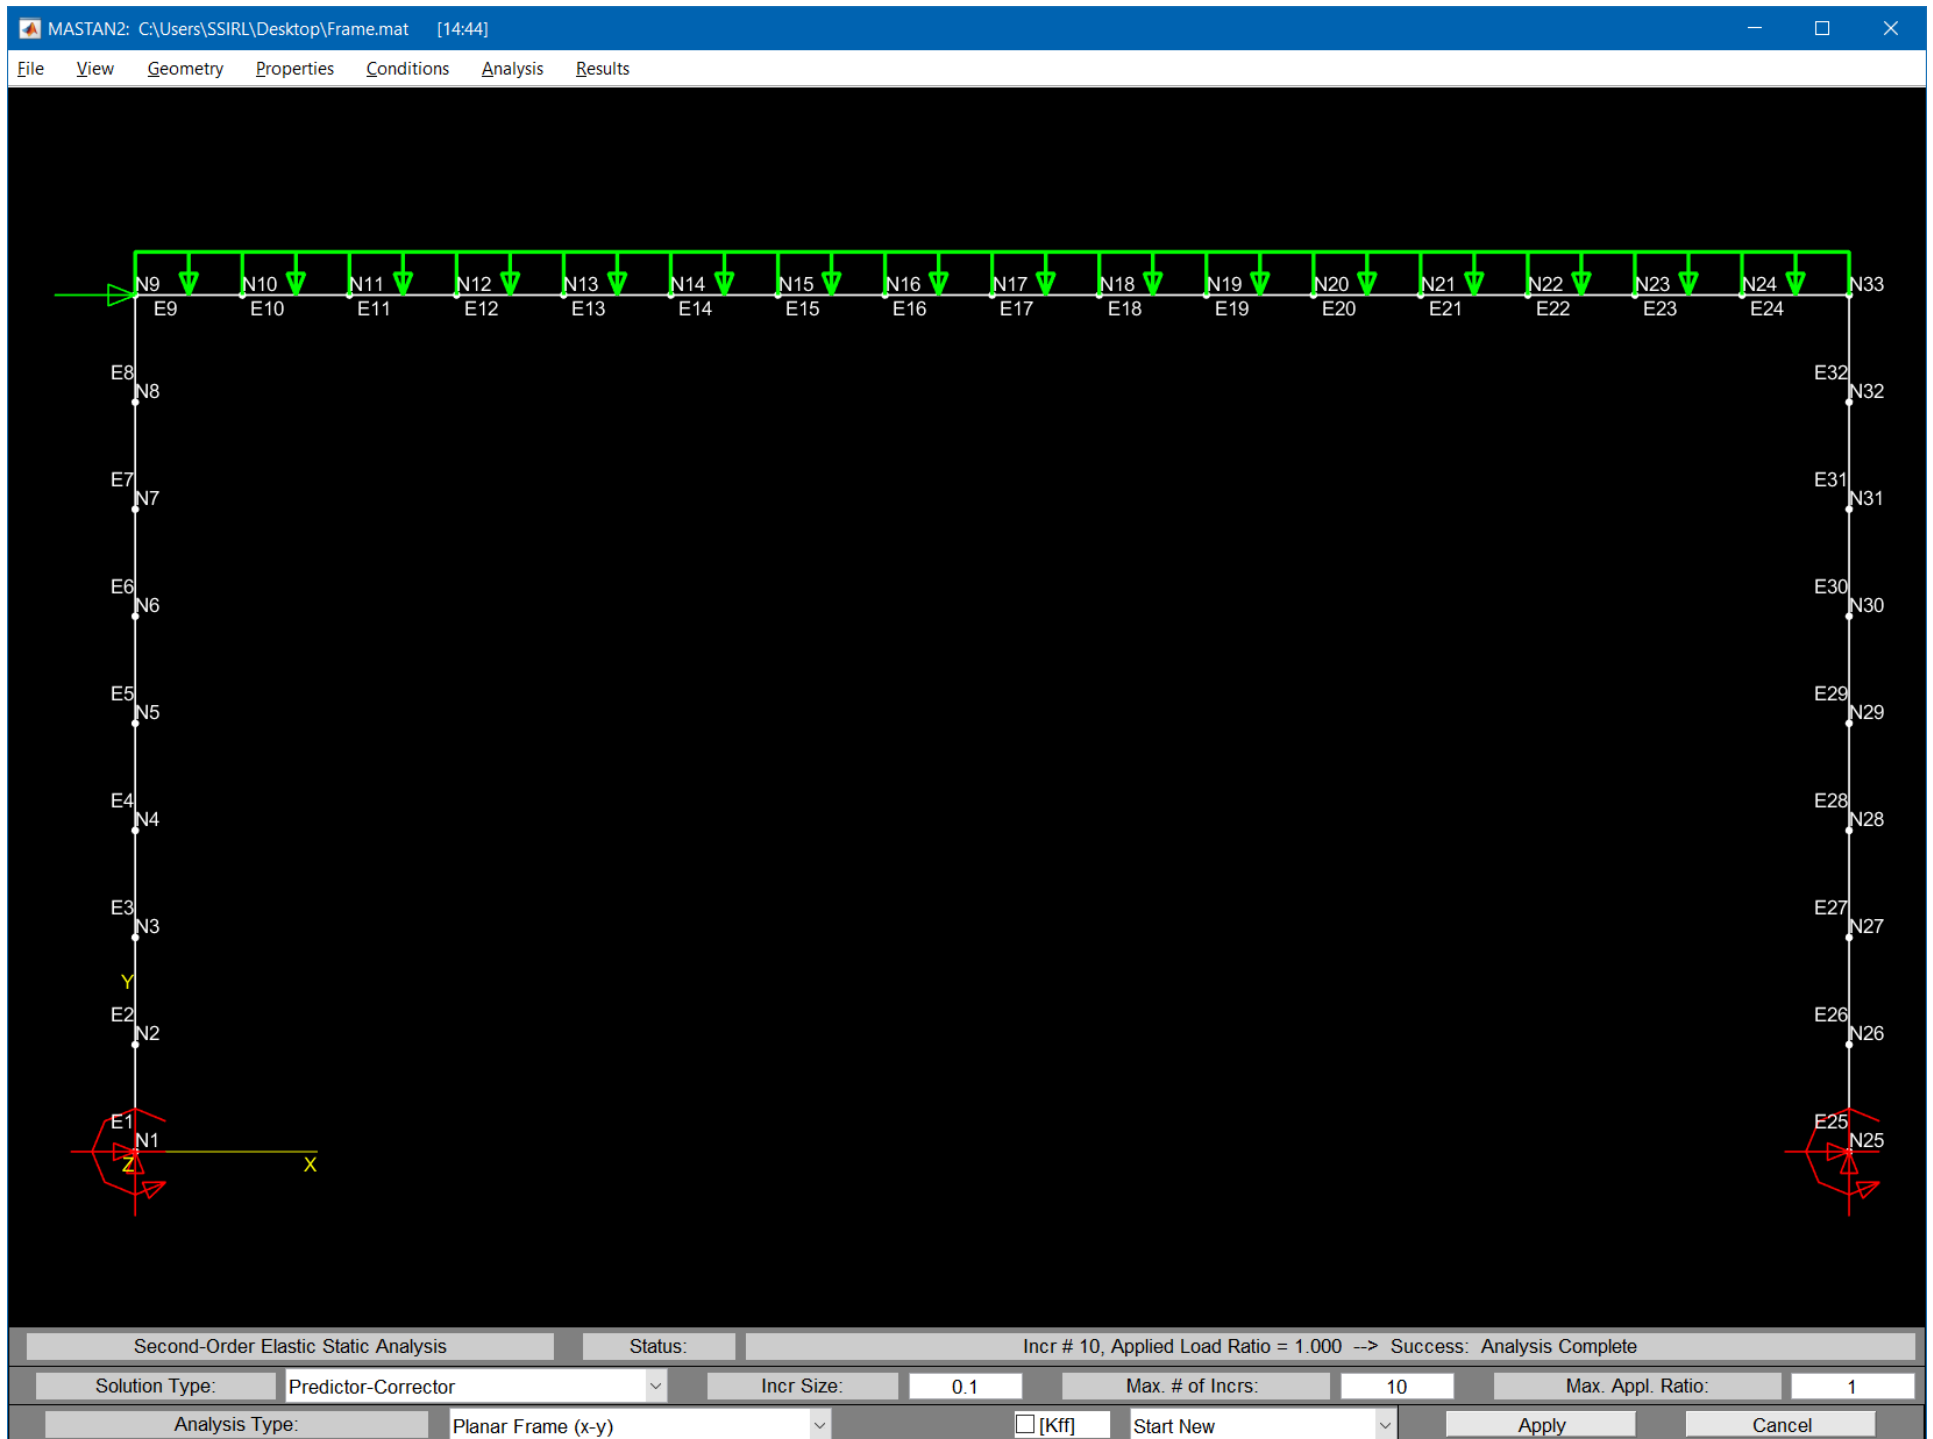 MASTAN2: C:\Users\SSIRL\Desktop\Frame.mat [14:44]
File View Geometry Properties Conditions Analysis Results
N9 N10 N11 N12 N13 N14 N15 N16 N17 N18 N19 N20 N21 N22 N23 N24 N33
E9 E10 E11 E12 E13 E14 E15 E16 E17 E18 E19 E20 E21 E22 E23 E24
E8 E32
N8 N32
E7 E31
N7 N31
E6 E30
N6 N30
E5 E29
N5 N29
E4 E28
N4 N28
E3 E27
N3 N27
Y
E2 E26
N2 N26
E1 E25
N1 N25
Z X
Second-Order Elastic Static Analysis Status: Incr # 10, Applied Load Ratio = 1.000 --> Success: Analysis Complete
Solution Type: Predictor-Corrector Incr Size: 0.1 Max. # of Incrs: 10 Max. Appl. Ratio: 1
Analysis Type: Planar Frame (x-y) [Kff] Start New Apply Cancel